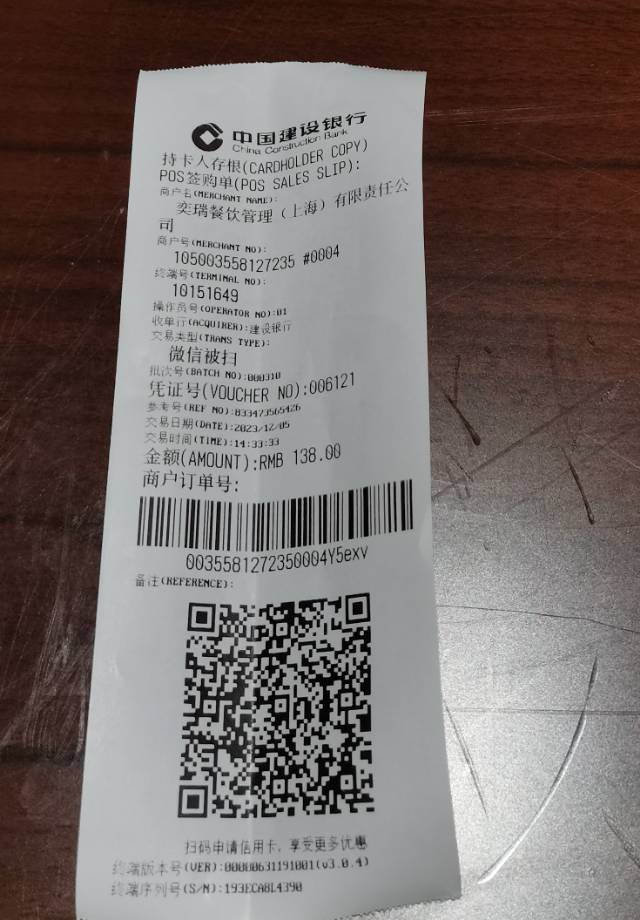 中国建设银行
China Construction Bank
持卡人存根(CARDHOLDER COPY)
POS签购单(POS SALES SLIP):
商户名(MERCHANT NAME):
奕瑞餐饮管理（上海）有限责任公
司
商户号(MERCHANT NO):
105003558127235 #0004
终端号(TERMINAL NO):
10151649
操作员号(OPERATOR NO):01
收单行(ACQUIRER):建设银行
交易类型(TRANS TYPE):
微信被扫
批次号(BATCH NO):000310
凭证号(VOUCHER NO):006121
参考号(REF NO):833473565426
交易日期(DATE):2023/12/05
交易时间(TIME):14:33:33
金额(AMOUNT):RMB 138.00
商户订单号:
0035581272350004Y5exv
备注(REFERENCE):
扫码申请信用卡，享受更多优惠
终端版本号(VER):00000631191001(v3.0.4)
终端序列号(S/N):193ECA8L4390